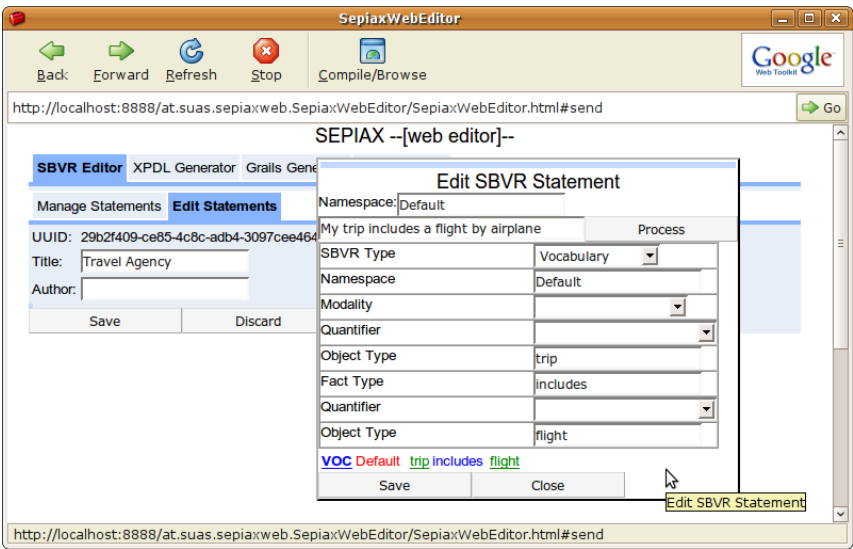 SepiaxWebEditor
Back Forward Refresh Stop Compile/Browse
Google
Web Toolkit
http://localhost:8888/at.suas.sepiaxweb.SepiaxWebEditor/SepiaxWebEditor.html#send Go
SEPIAX --[web editor]--
SBVR Editor XPDL Generator Grails Gene
Manage Statements Edit Statements
UUID: 29b2f409-ce85-4c8c-adb4-3097cee464
Title: Travel Agency
Author:
Save Discard
Edit SBVR Statement
Namespace: Default
My trip includes a flight by airplane Process
SBVR Type Vocabulary
Namespace Default
Modality
Quantifier
Object Type trip
Fact Type includes
Quantifier
Object Type flight
VOC Default trip includes flight
Save Close
Edit SBVR Statement
http://localhost:8888/at.suas.sepiaxweb.SepiaxWebEditor/SepiaxWebEditor.html#send